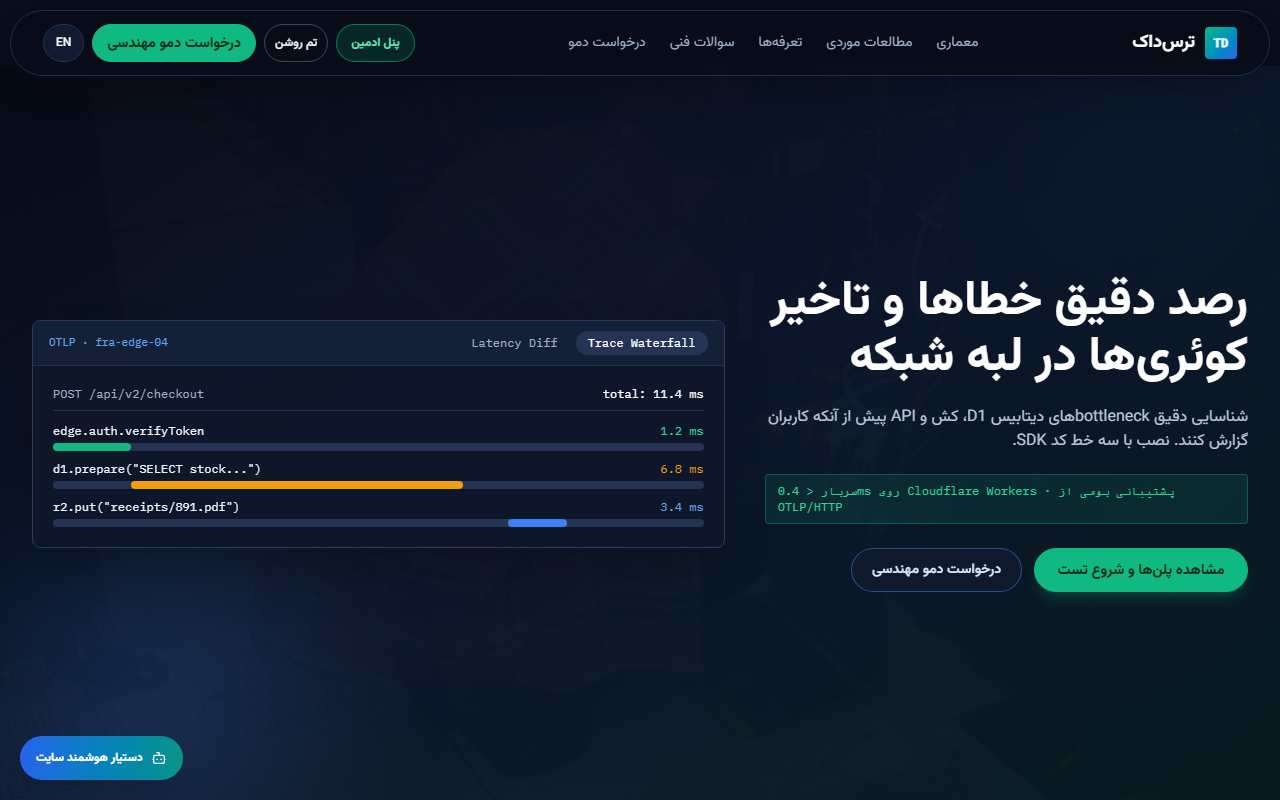 TD
ترس‌داک
معماری
مطالعات موردی
تعرفه‌ها
سوالات فنی
درخواست دمو
پنل ادمین
تم روشن
درخواست دمو مهندسی
EN
رصد دقیق خطاها و تاخیر
کوئری‌ها در لبه شبکه
شناسایی دقیق bottleneckهای دیتابیس D1، کش و API پیش از آنکه کاربران
گزارش کنند. نصب با سه خط کد SDK.
سربار < 0.4ms روی Cloudflare Workers · پشتیبانی بومی از
OTLP/HTTP
مشاهده پلن‌ها و شروع تست
درخواست دمو مهندسی
OTLP · fra-edge-04
Latency Diff
Trace Waterfall
POST /api/v2/checkout
total: 11.4 ms
edge.auth.verifyToken
1.2 ms
d1.prepare("SELECT stock...")
6.8 ms
r2.put("receipts/891.pdf")
3.4 ms
دستیار هوشمند سایت